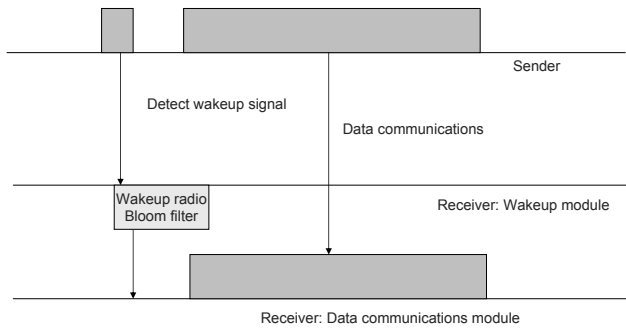 Sender
Detect wakeup signal
Data communications
Wakeup radio
Bloom filter
Receiver: Wakeup module
Receiver: Data communications module